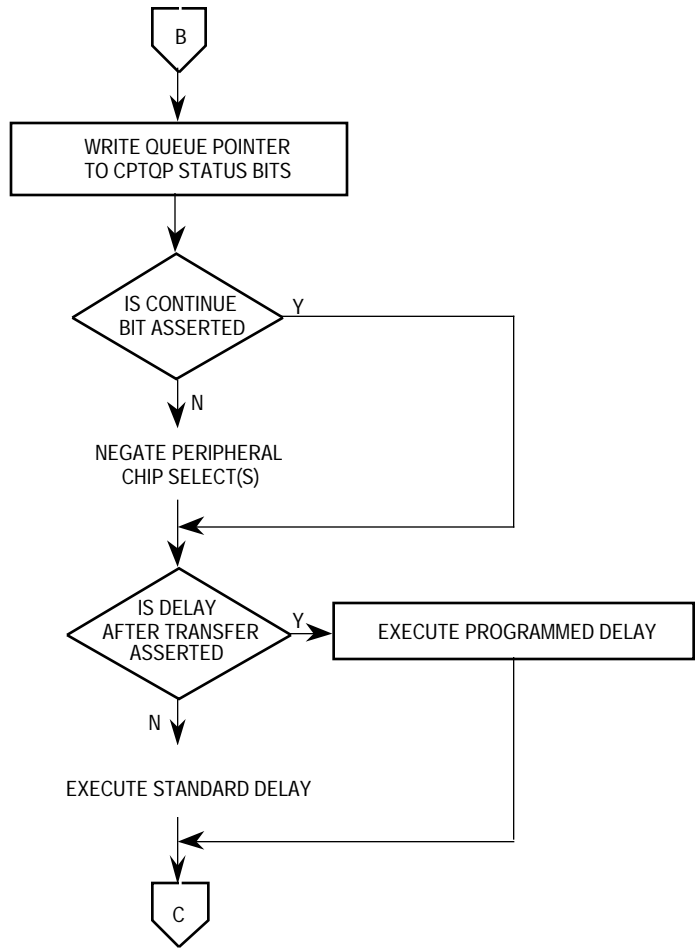 B
WRITE QUEUE POINTER
TO CPTQP STATUS BITS
IS CONTINUE
BIT ASSERTED
Y
N
NEGATE PERIPHERAL
CHIP SELECT(S)
IS DELAY
AFTER TRANSFER
ASSERTED
Y
EXECUTE PROGRAMMED DELAY
N
EXECUTE STANDARD DELAY
C